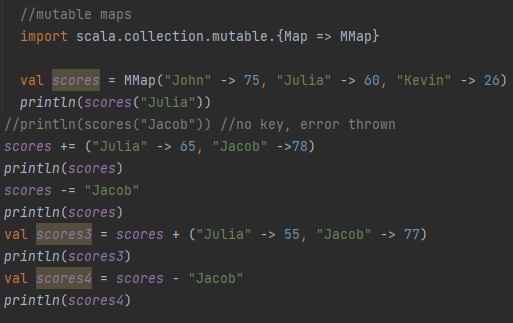 //mutable maps
import scala.collection.mutable.{Map => MMap}
val scores = MMap("John" -> 75, "Julia" -> 60, "Kevin" -> 26)
println(scores("Julia"))
//println(scores("Jacob")) //no key, error thrown
scores += ("Julia" -> 65, "Jacob" ->78)
println(scores)
scores -= "Jacob"
println(scores)
val scores3 = scores + ("Julia" -> 55, "Jacob" -> 77)
println(scores3)
val scores4 = scores - "Jacob"
println(scores4)